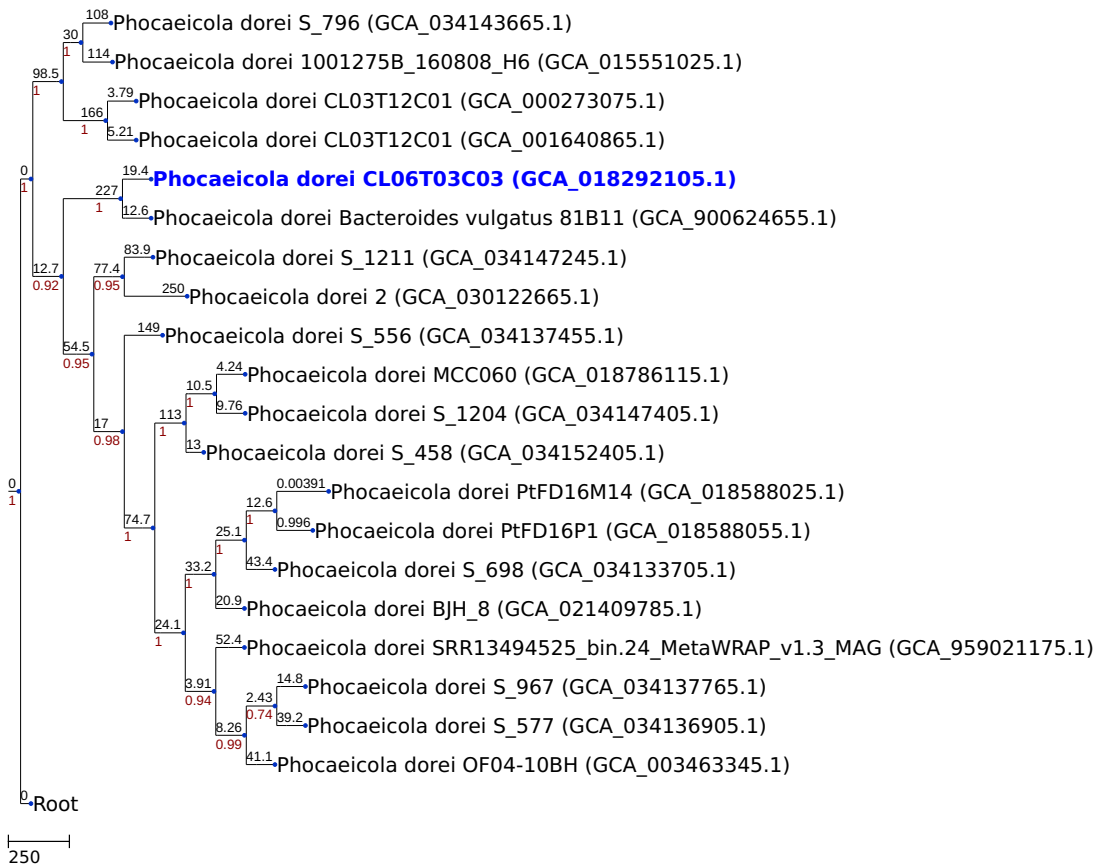 108
Phocaeicola dorei S_796 (GCA_034143665.1)
30
1
114
Phocaeicola dorei 1001275B_160808_H6 (GCA_015551025.1)
98.5
1
3.79
Phocaeicola dorei CL03T12C01 (GCA_000273075.1)
166
1
5.21
Phocaeicola dorei CL03T12C01 (GCA_001640865.1)
0
1
19.4
Phocaeicola dorei CL06T03C03 (GCA_018292105.1)
227
1
12.6
Phocaeicola dorei Bacteroides vulgatus 81B11 (GCA_900624655.1)
12.7
0.92
83.9
Phocaeicola dorei S_1211 (GCA_034147245.1)
77.4
0.95
250
Phocaeicola dorei 2 (GCA_030122665.1)
54.5
0.95
149
Phocaeicola dorei S_556 (GCA_034137455.1)
17
0.98
4.24
Phocaeicola dorei MCC060 (GCA_018786115.1)
10.5
1
9.76
Phocaeicola dorei S_1204 (GCA_034147405.1)
113
1
13
Phocaeicola dorei S_458 (GCA_034152405.1)
0
1
74.7
1
0.00391
Phocaeicola dorei PtFD16M14 (GCA_018588025.1)
12.6
1
0.996
Phocaeicola dorei PtFD16P1 (GCA_018588055.1)
25.1
1
43.4
Phocaeicola dorei S_698 (GCA_034133705.1)
33.2
1
20.9
Phocaeicola dorei BJH_8 (GCA_021409785.1)
24.1
1
52.4
Phocaeicola dorei SRR13494525_bin.24_MetaWRAP_v1.3_MAG (GCA_959021175.1)
3.91
0.94
14.8
Phocaeicola dorei S_967 (GCA_034137765.1)
2.43
0.74
39.2
Phocaeicola dorei S_577 (GCA_034136905.1)
8.26
0.99
41.1
Phocaeicola dorei OF04-10BH (GCA_003463345.1)
0
Root
250